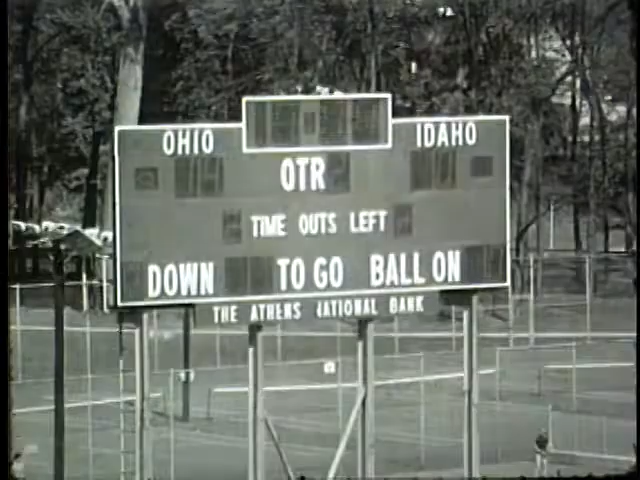 OHIO IDAHO
QTR
TIME OUTS LEFT
DOWN TO GO BALL ON
THE ATHENS NATIONAL BANK